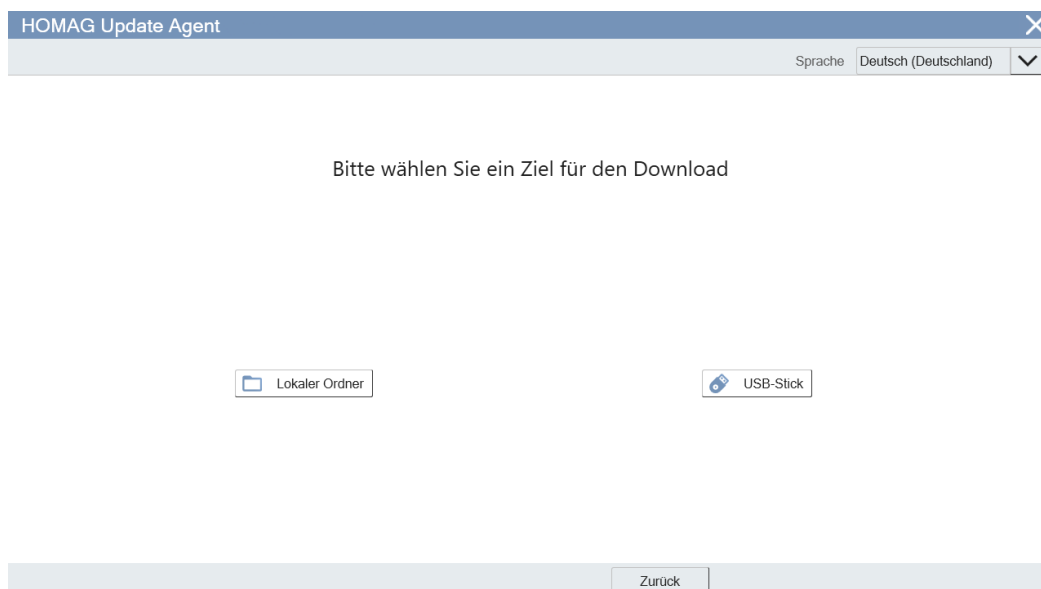 HOMAG Update Agent
Sprache Deutsch (Deutschland)
Bitte wählen Sie ein Ziel für den Download
Lokaler Ordner USB-Stick
Zurück